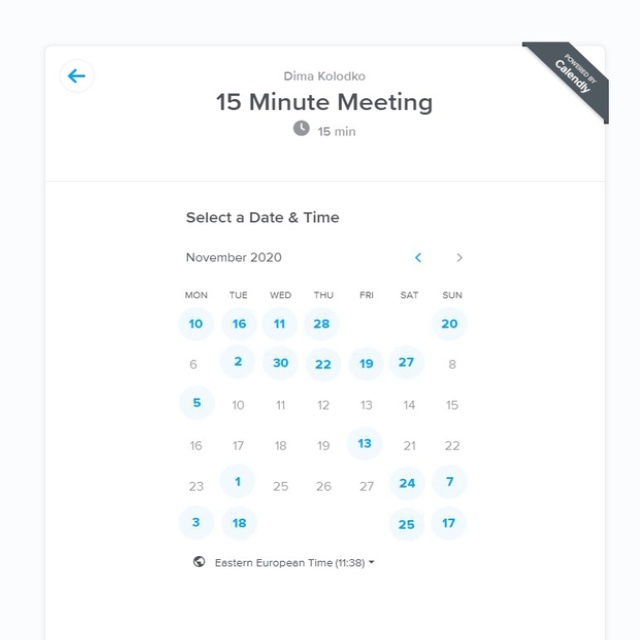 POWERED BY
Calendly
Dima Kolodko
15 Minute Meeting
15 min
Select a Date & Time
November 2020
MON TUE WED THU FRI SAT SUN
10 16 11 28 20
6 2 30 22 19 27 8
5 10 11 12 13 14 15
16 17 18 19 13 21 22
23 1 25 26 27 24 7
3 18 25 17
Eastern European Time (11:38)